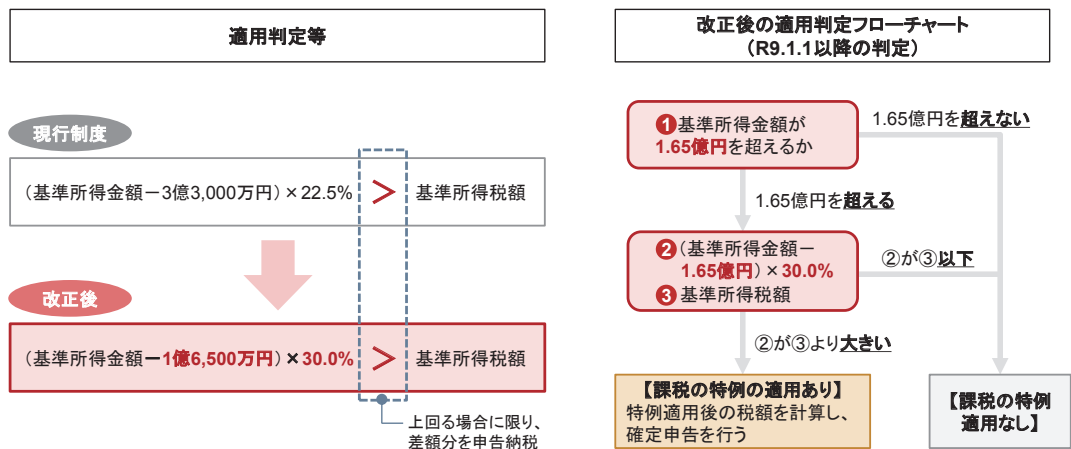 適用判定等
現行制度
(基準所得金額－3億3,000万円)×22.5% > 基準所得税額
改正後
(基準所得金額ー1億6,500万円)×30.0% > 基準所得税額
上回る場合に限り、
差額分を申告納税
改正後の適用判定フローチャート
(R9.1.1以降の判定)
❶基準所得金額が
1.65億円を超えるか
1.65億円を超えない
1.65億円を超える
❷(基準所得金額－
1.65億円)×30.0%
❸基準所得税額
②が③以下
②が③より大きい
【課税の特例の適用あり】
特例適用後の税額を計算し、
確定申告を行う
【課税の特例
適用なし】